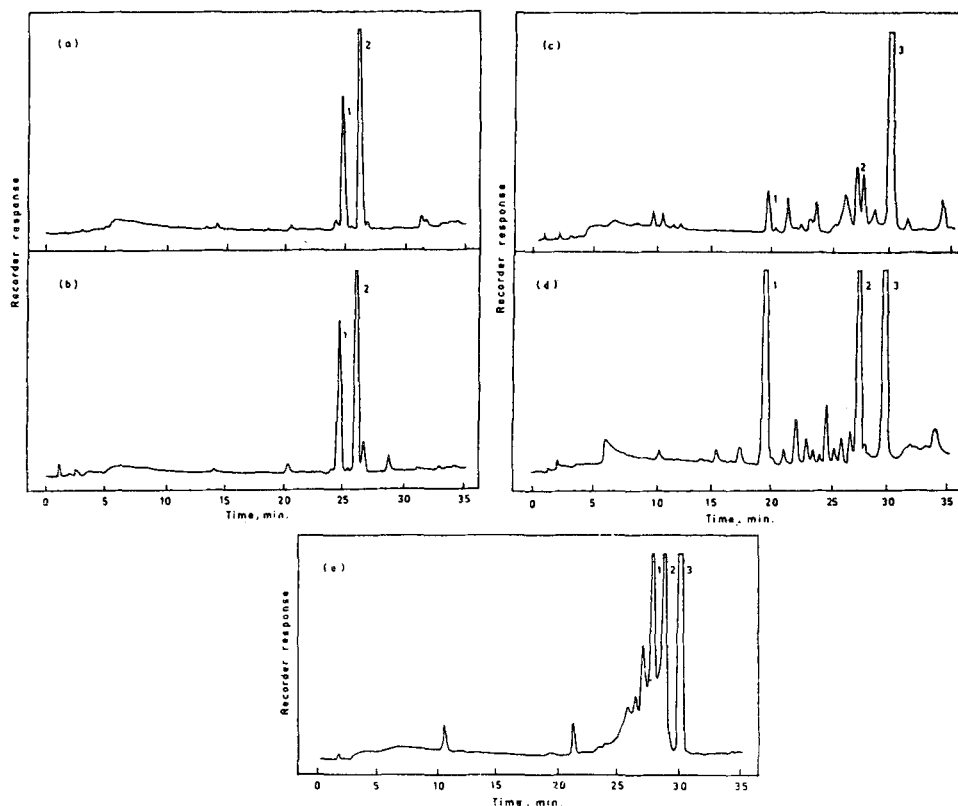 (a)
1
2
Recorder response
(b)
1
2
0 5 10 15 20 25 30 35
Time, min.
(c)
1
2
3
Recorder response
(d)
1
2
3
0 5 10 15 20 25 30 35
Time, min.
(e)
1 2 3
Recorder response
0 5 10 15 20 25 30 35
Time, min.